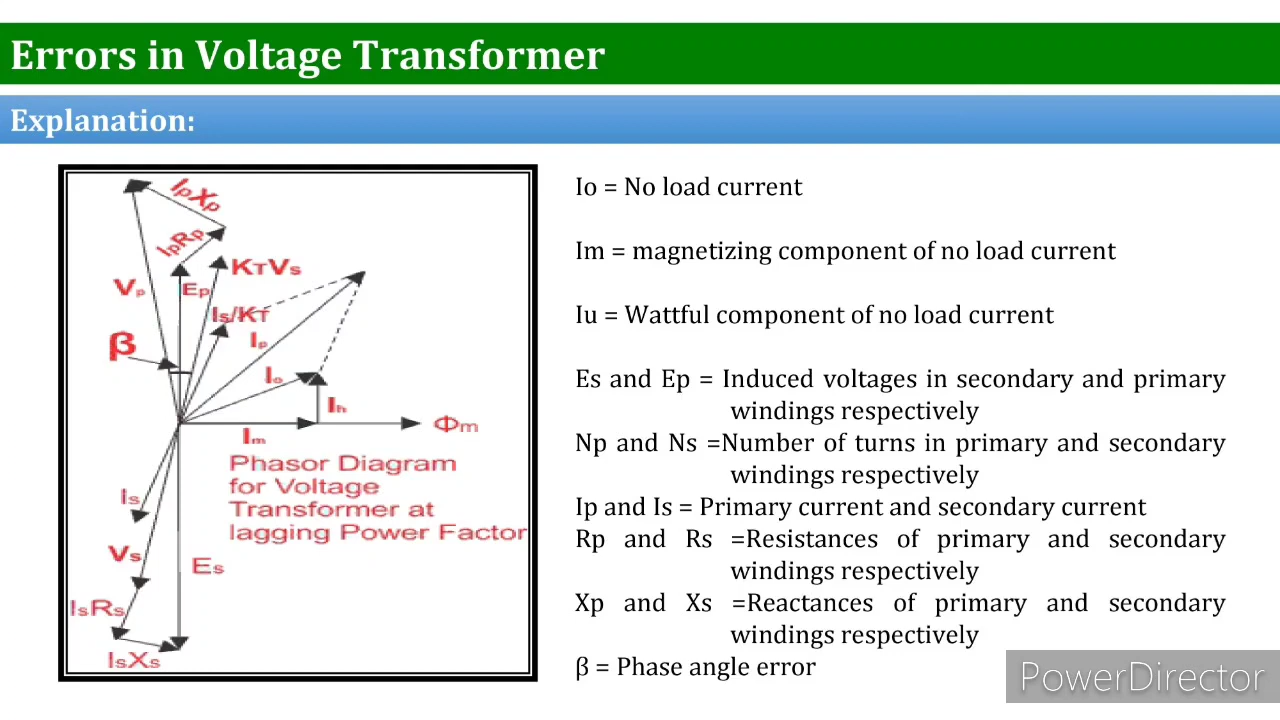 Errors in Voltage Transformer
Explanation:
IpXp
IpRp
KTVs
Vp
Ep
Is/KT
β
Ip
Io
Ih
Im
Φm
Phasor Diagram
for Voltage
Transformer at
lagging Power Factor
Is
Vs
Es
IsRs
IsXs
Io = No load current
Im = magnetizing component of no load current
Iu = Wattful component of no load current
Es and Ep = Induced voltages in secondary and primary
windings respectively
Np and Ns =Number of turns in primary and secondary
windings respectively
Ip and Is = Primary current and secondary current
Rp and Rs =Resistances of primary and secondary
windings respectively
Xp and Xs =Reactances of primary and secondary
windings respectively
β = Phase angle error
PowerDirector